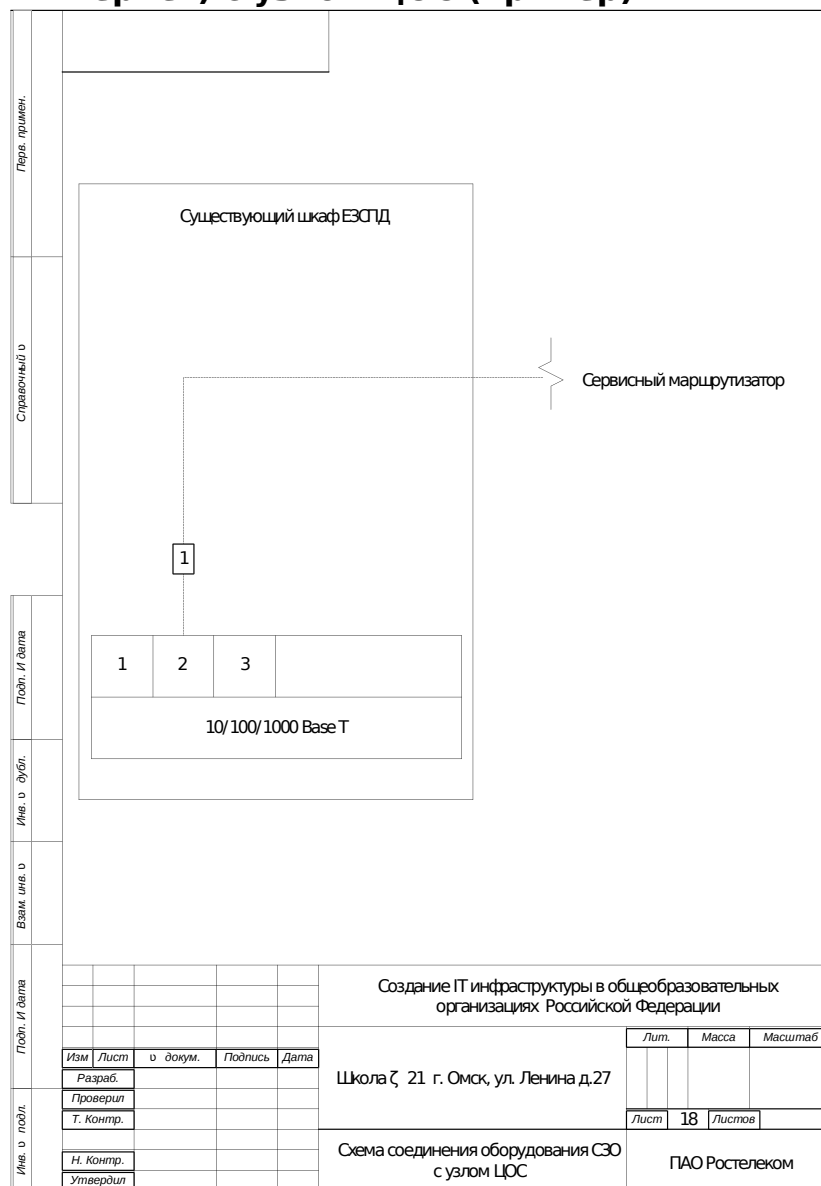 Перв. примен.
Существующий шкаф ЕЗСПД
Справочный υ
Сервисный маршрутизатор
1
Подп. И дата
1 2 3
10/100/1000 Base T
Инв. υ дубл.
Взам. инв. υ
Подп. И дата
Инв. υ подл.
Создание IT инфраструктуры в общеобразовательных
организациях Российской Федерации
Изм Лист υ докум. Подпись Дата
Разраб.
Проверил
Т. Контр.
Н. Контр.
Утвердил
Школа ζ 21 г. Омск, ул. Ленина д.27
Лит. Масса Масштаб
Лист 18 Листов
Схема соединения оборудования СЗО
с узлом ЦОС
ПАО Ростелеком